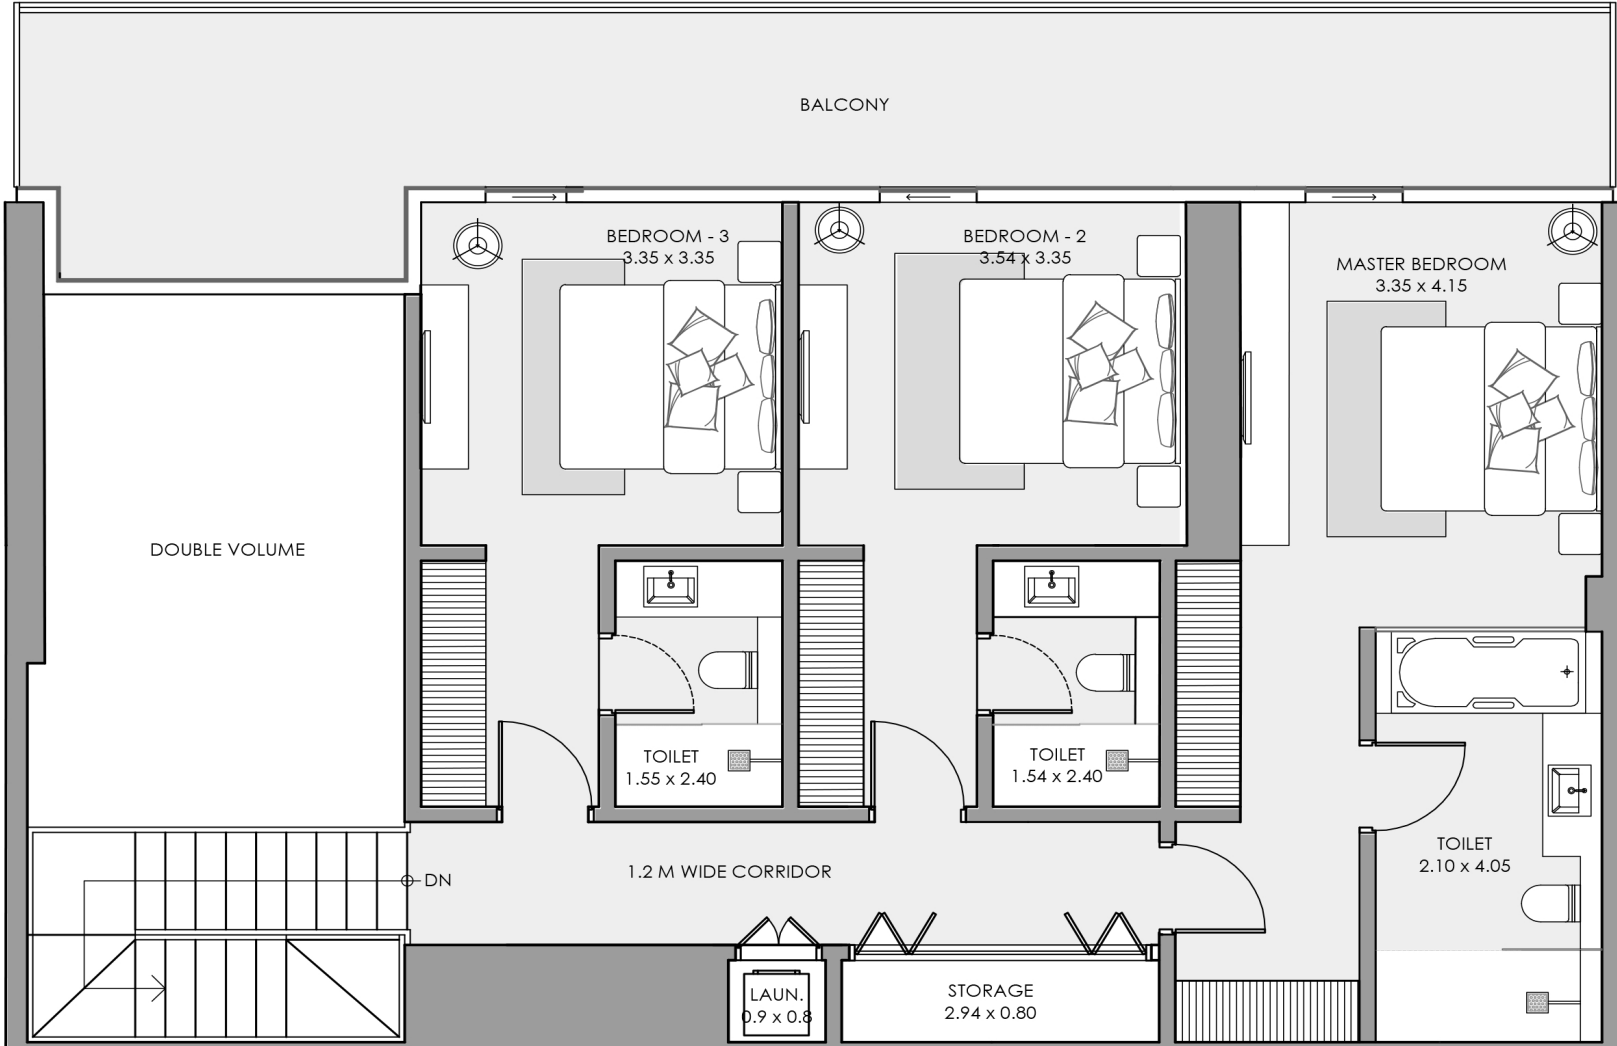 BALCONY
BEDROOM - 3
3.35 x 3.35
BEDROOM - 2
3.54 x 3.35
MASTER BEDROOM
3.35 x 4.15
DOUBLE VOLUME
TOILET
1.55 x 2.40
TOILET
1.54 x 2.40
TOILET
2.10 x 4.05
1.2 M WIDE CORRIDOR
DN
LAUN.
0.9 x 0.8
STORAGE
2.94 x 0.80